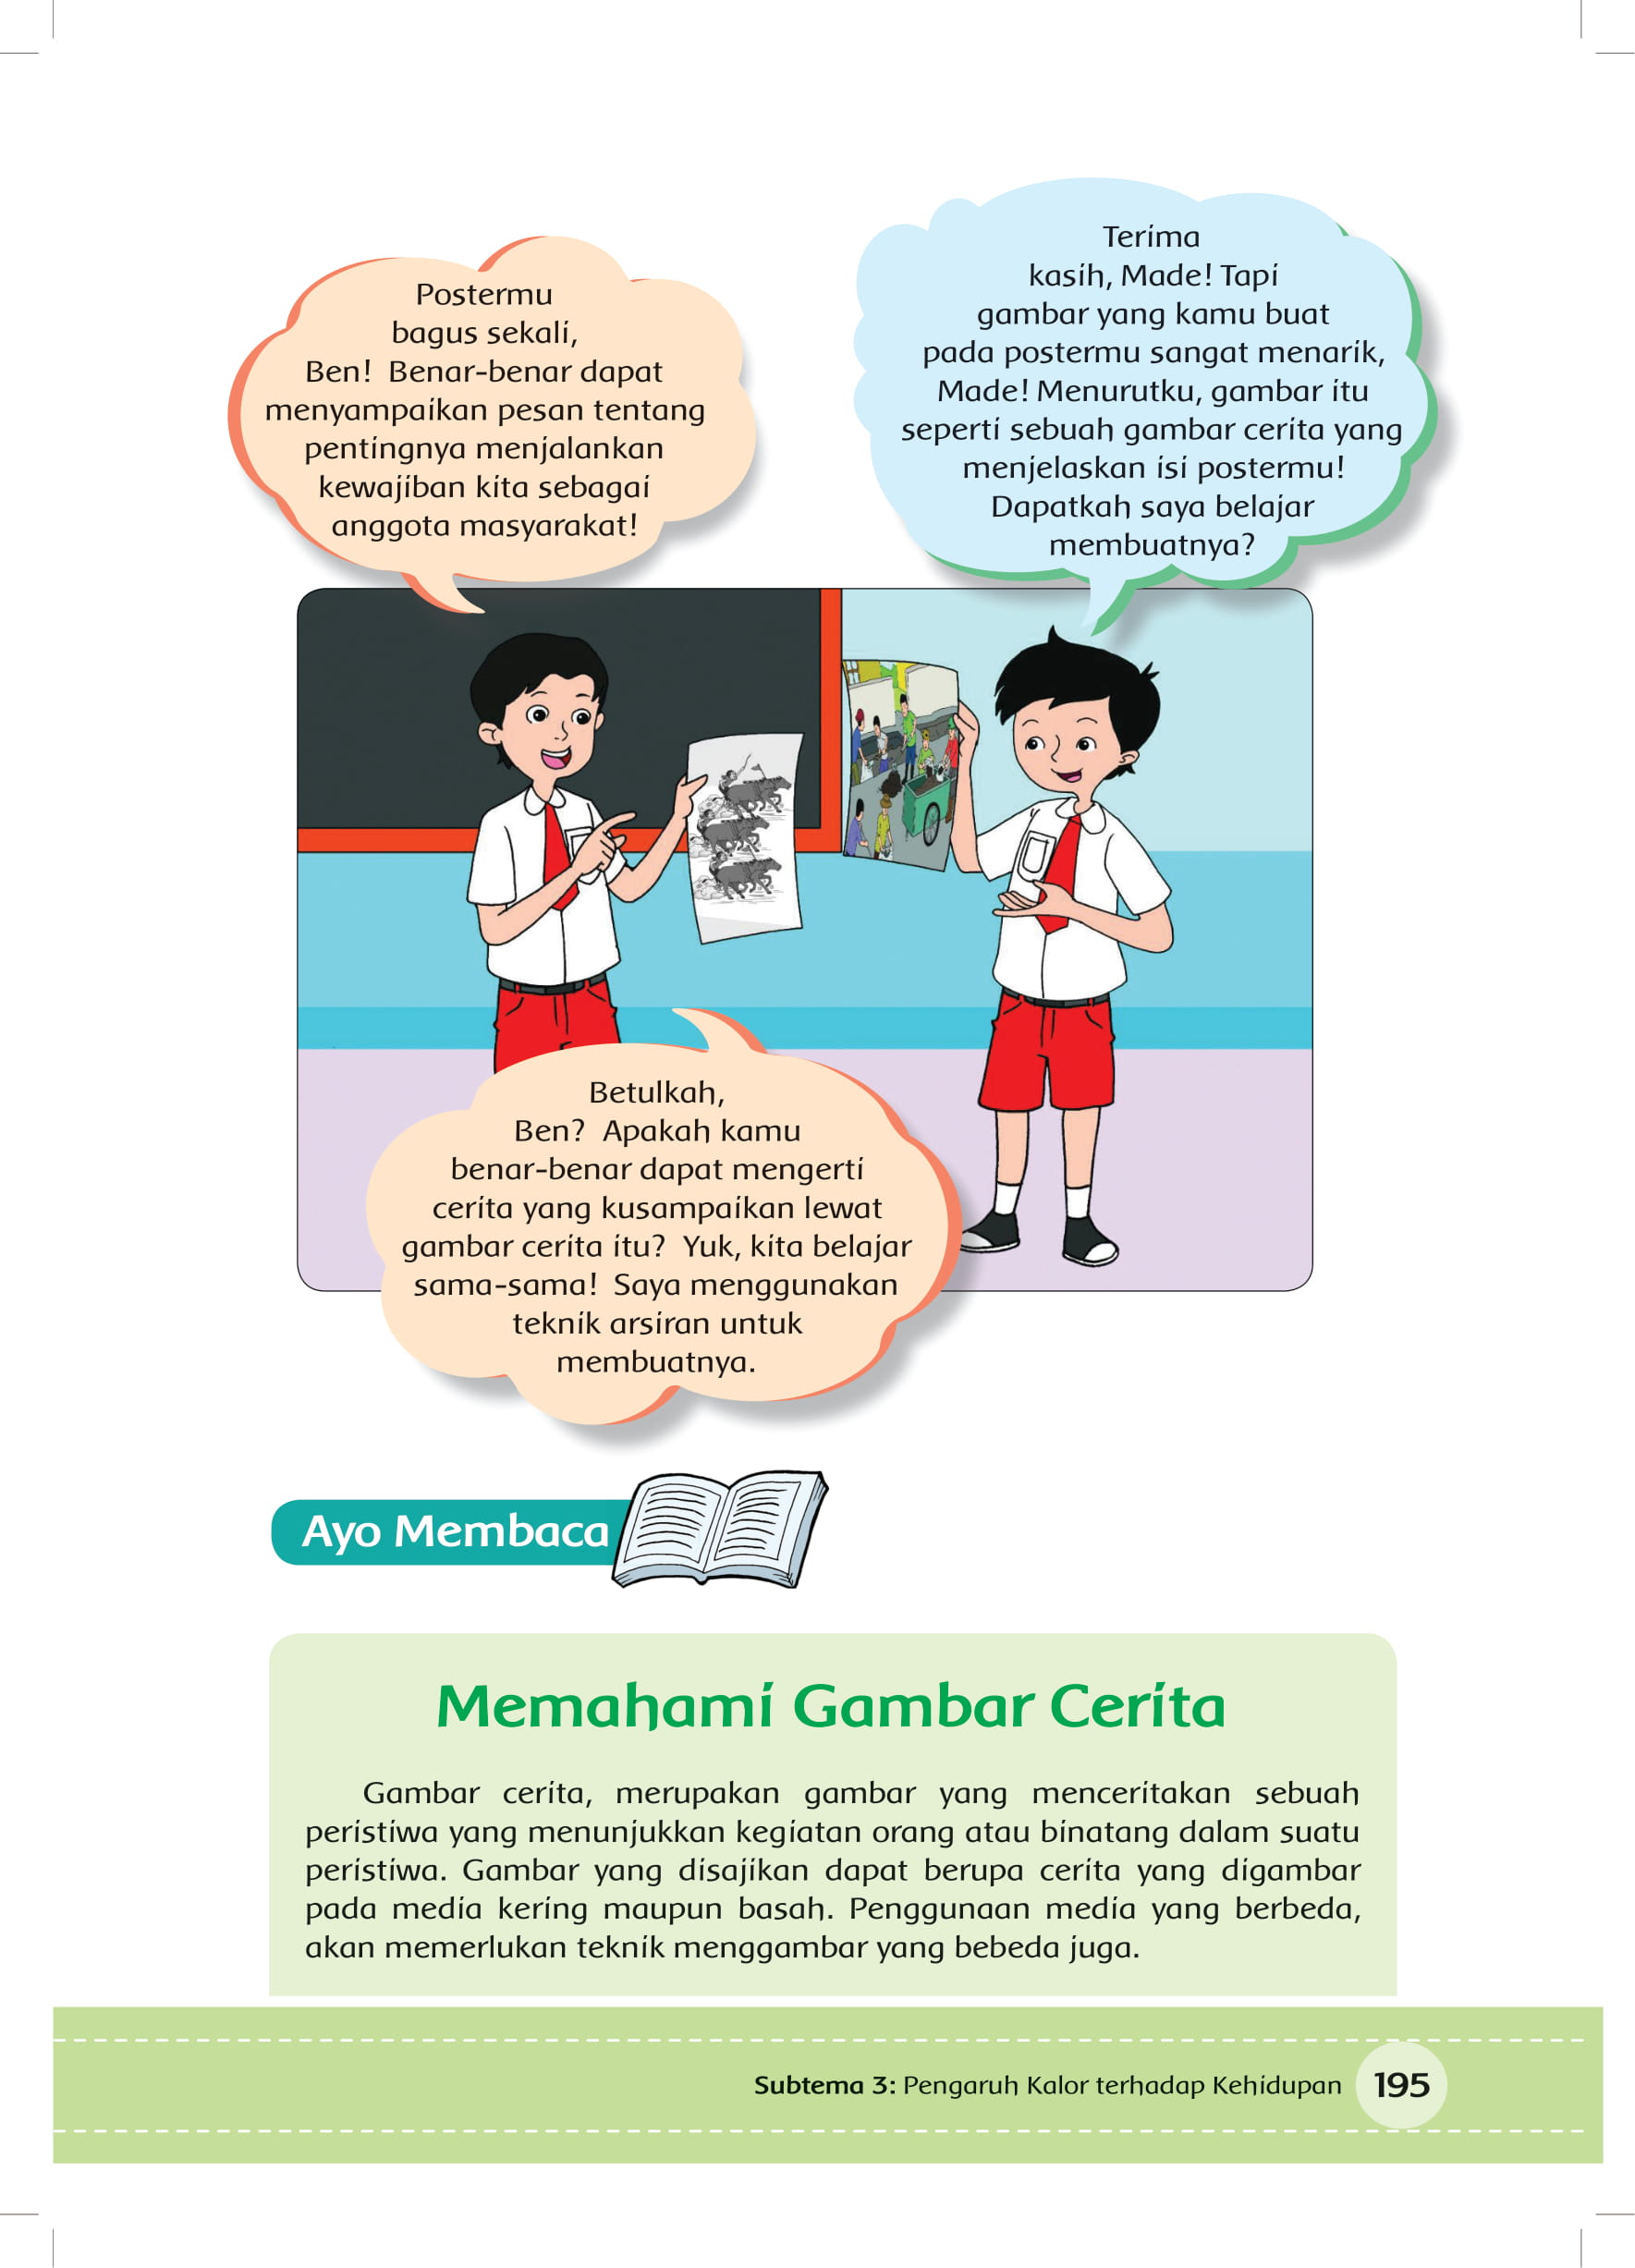 Postermu
bagus sekali,
Ben! Benar-benar dapat
menyampaikan pesan tentang
pentingnya menjalankan
kewajiban kita sebagai
anggota masyarakat!
Terima
kasih, Made! Tapi
gambar yang kamu buat
pada postermu sangat menarik,
Made! Menurutku, gambar itu
seperti sebuah gambar cerita yang
menjelaskan isi postermu!
Dapatkah saya belajar
membuatnya?
Betulkah,
Ben? Apakah kamu
benar-benar dapat mengerti
cerita yang kusampaikan lewat
gambar cerita itu? Yuk, kita belajar
sama-sama! Saya menggunakan
teknik arsiran untuk
membuatnya.
Ayo Membaca
Memahami Gambar Cerita
Gambar cerita, merupakan gambar yang menceritakan sebuah
peristiwa yang menunjukkan kegiatan orang atau binatang dalam suatu
peristiwa. Gambar yang disajikan dapat berupa cerita yang digambar
pada media kering maupun basah. Penggunaan media yang berbeda,
akan memerlukan teknik menggambar yang bebeda juga.
Subtema 3: Pengaruh Kalor terhadap Kehidupan 195